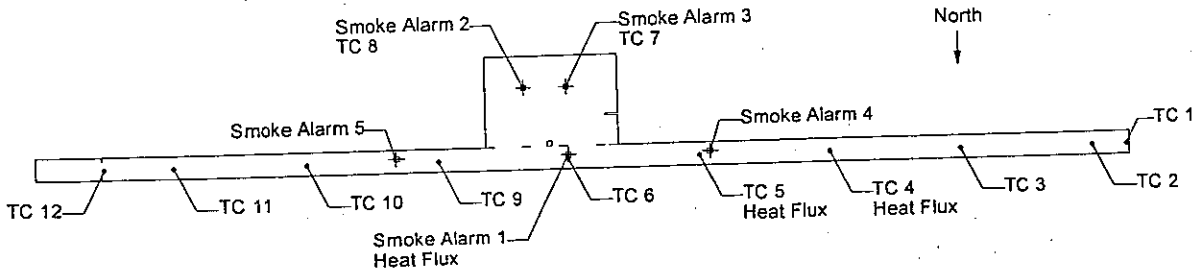 Smoke Alarm 2
TC 8
Smoke Alarm 3
TC 7
North
Smoke Alarm 5
Smoke Alarm 4
TC 1
TC 12
TC 11
TC 10
TC 9
TC 6
TC 5
Heat Flux
TC 4
Heat Flux
TC 3
TC 2
Smoke Alarm 1
Heat Flux